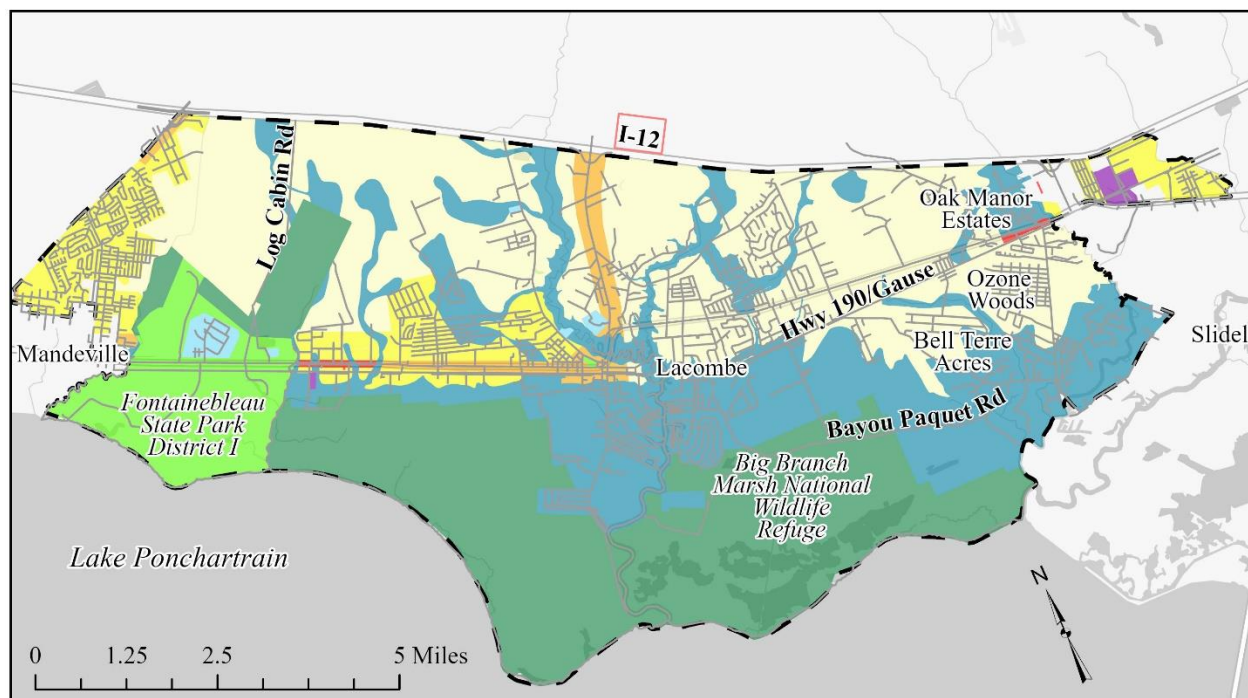 I-12
Log Cabin Rd
Oak Manor
Estates
Hwy 190/Gause
Ozone
Woods
Mandeville
Lacombe
Bell Terre
Acres
Slidel
Fontainebleau
State Park
District I
Bayou Paquet Rd
Big Branch
Marsh National
Wildlife
Refuge
Lake Ponchartrain
N
0 1.25 2.5 5 Miles